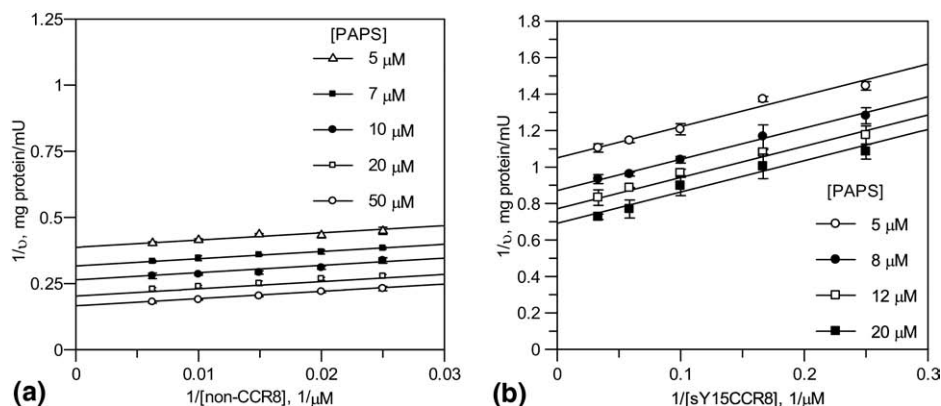 1.25
1
0.75
0.5
0.25
0
1/υ, mg protein/mU
[PAPS]
5 μM
7 μM
10 μM
20 μM
50 μM
0 0.01 0.02 0.03
1/[non-CCR8], 1/μM
(a)
1.8
1.6
1.4
1.2
1
0.8
0.6
0.4
0.2
0
1/υ, mg protein/mU
[PAPS]
5 μM
8 μM
12 μM
20 μM
0 0.1 0.2 0.3
1/[sY15CCR8], 1/μM
(b)